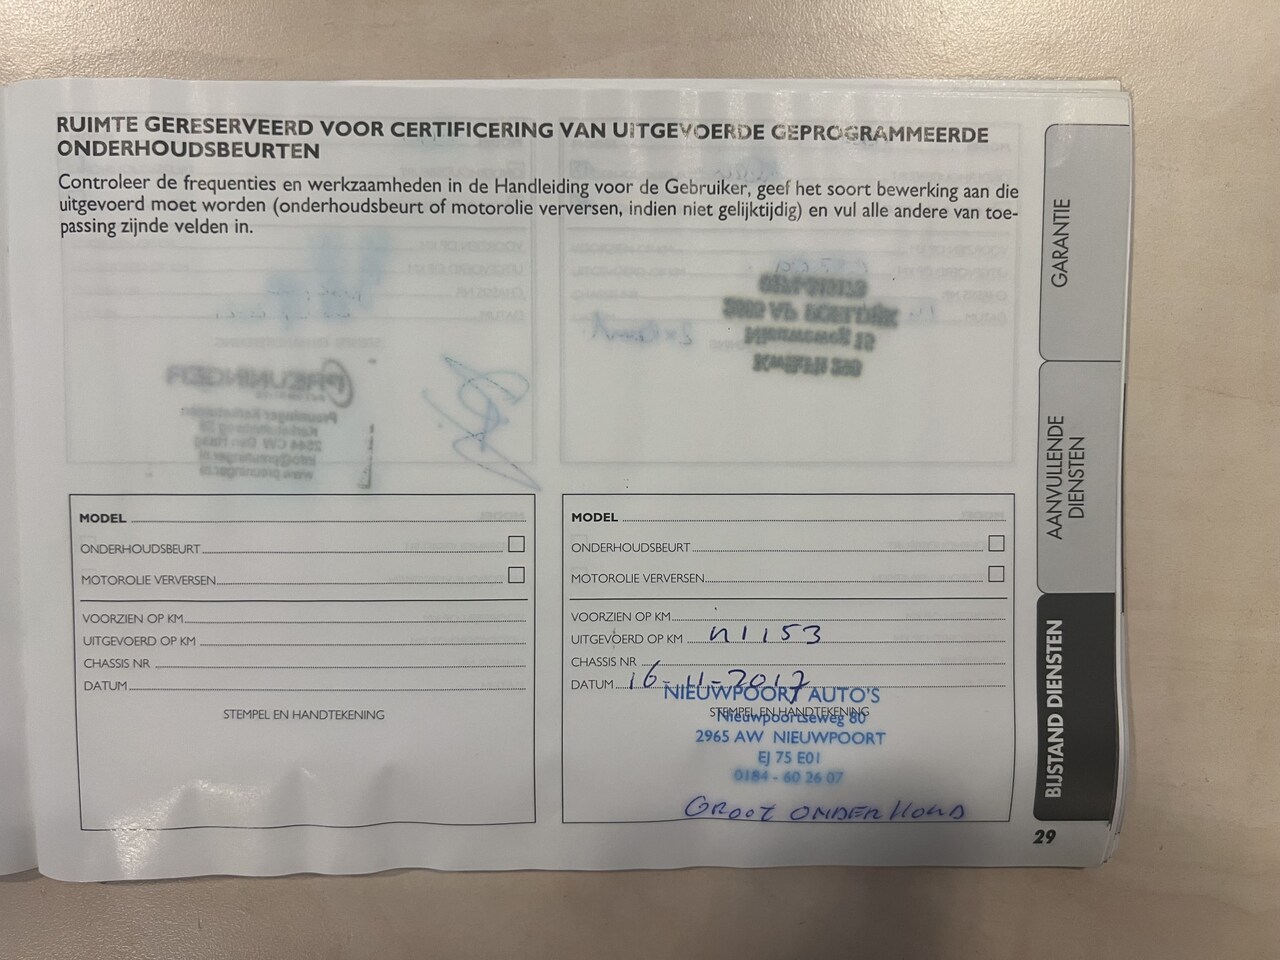 RUIMTE GERESERVEERD VOOR CERTIFICERING VAN UITGEVOERDE GEPROGRAMMEERDE
ONDERHOUDSBEURTEN
Controleer de frequenties en werkzaamheden in de Handleiding voor de Gebruiker, geef het soort bewerking aan die
uitgevoerd moet worden (onderhoudsbeurt of motorolie verversen, indien niet gelijktijdig) en vul alle andere van toe-
passing zijnde velden in.
MODEL
ONDERHOUDSBEURT
MOTOROLIE VERVERSEN
VOORZIEN OP KM
UITGEVOERD OP KM
CHASSIS NR
DATUM
STEMPEL EN HANDTEKENING
MODEL
ONDERHOUDSBEURT
MOTOROLIE VERVERSEN
VOORZIEN OP KM
UITGEVOERD OP KM
CHASSIS NR
DATUM 16-11-2017
STEMPEL EN HANDTEKENING
NIEUWPOORT AUTO'S
Nieuwpoortseweg 80
2965 AW NIEUWPOORT
EJ 75 E01
0184 - 60 26 07
GROOT ONDERHOUD
GARANTIE
AANVULLENDE
DIENSTEN
BIJSTAND DIENSTEN
29